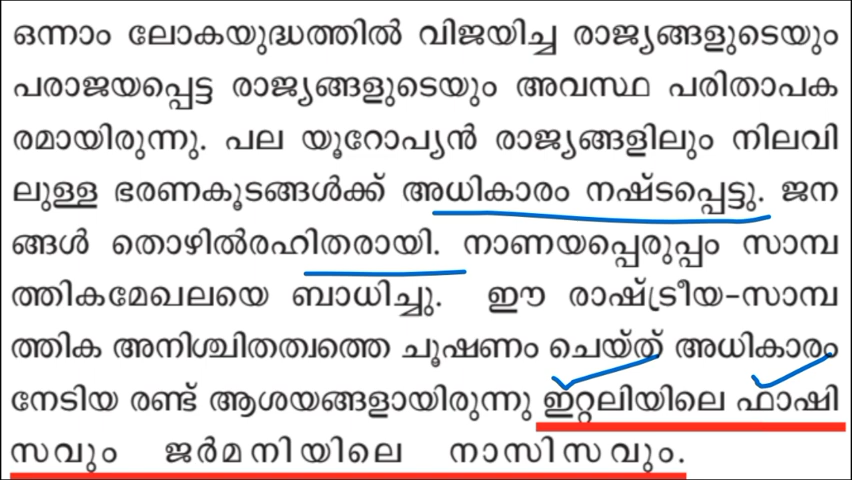 ഒന്നാം ലോകയുദ്ധത്തിൽ വിജയിച്ച രാജ്യങ്ങളുടെയും
പരാജയപ്പെട്ട രാജ്യങ്ങളുടെയും അവസ്ഥ പരിതാപക
രമായിരുന്നു. പല യൂറോപ്യൻ രാജ്യങ്ങളിലും നിലവി
ലുള്ള ഭരണകൂടങ്ങൾക്ക് അധികാരം നഷ്ടപ്പെട്ടു. ജന
ങ്ങൾ തൊഴിൽരഹിതരായി. നാണയപ്പെരുപ്പം സാമ്പ
ത്തികമേഖലയെ ബാധിച്ചു. ഈ രാഷ്ട്രീയ-സാമ്പ
ത്തിക അനിശ്ചിതത്വത്തെ ചൂഷണം ചെയ്ത് അധികാരം
നേടിയ രണ്ട് ആശയങ്ങളായിരുന്നു ഇറ്റലിയിലെ ഫാഷി
സവും ജർമനിയിലെ നാസിസവും.